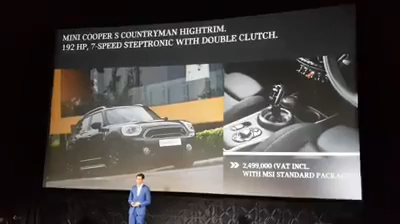 MINI COOPER S COUNTRYMAN HIGHTRIM.
192 HP, 7-SPEED STEPTRONIC WITH DOUBLE CLUTCH.
2,499,000 (VAT INCL.
WITH MSI STANDARD PACKAGE